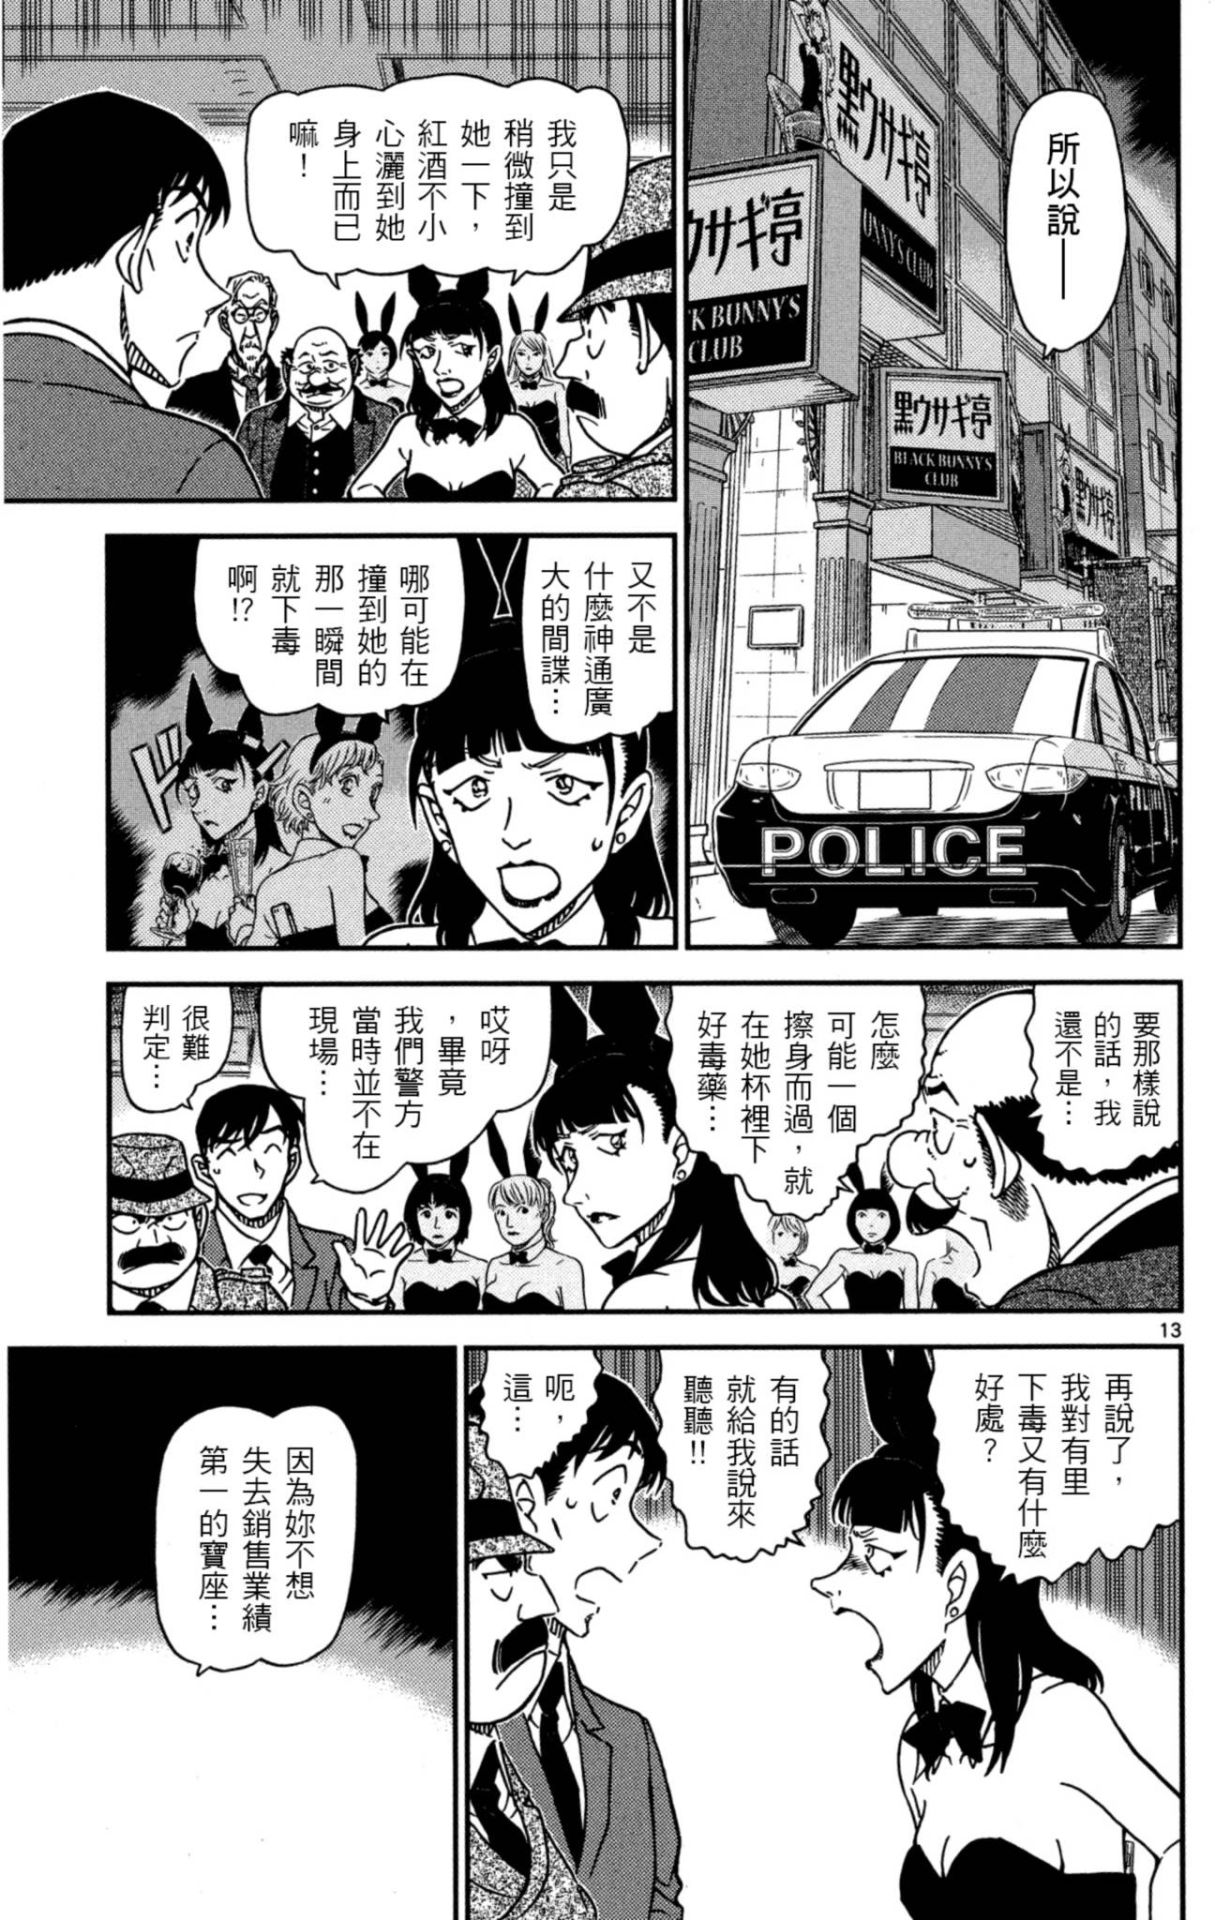 所以說——
黑ウサギ亭
BUNNY'S CLUB
黑ウサギ亭
BLACK BUNNY'S
CLUB
黑ウサギ亭
BLACK BUNNY'S
CLUB
黑ウサギ亭
POLICE
我只是
稍微撞到
她一下，
紅酒不小
心灑到她
身上而已
嘛！
又不是
什麼神通廣
大的間諜…
哪可能在
撞到她的
那一瞬間
就下毒
啊!?
ドン
要那樣說
的話，我
還不是…
怎麼
可能一個
擦身而過，就
在她杯裡下
好毒藥…
哎呀
，畢竟
我們警方
當時並不在
現場…
很難
判定…
13
再說了，
我對有里
下毒又有什麼
好處？
有的話
就給我說來
聽聽!!
呃，
這…
因為妳不想
失去銷售業績
第一的寶座…